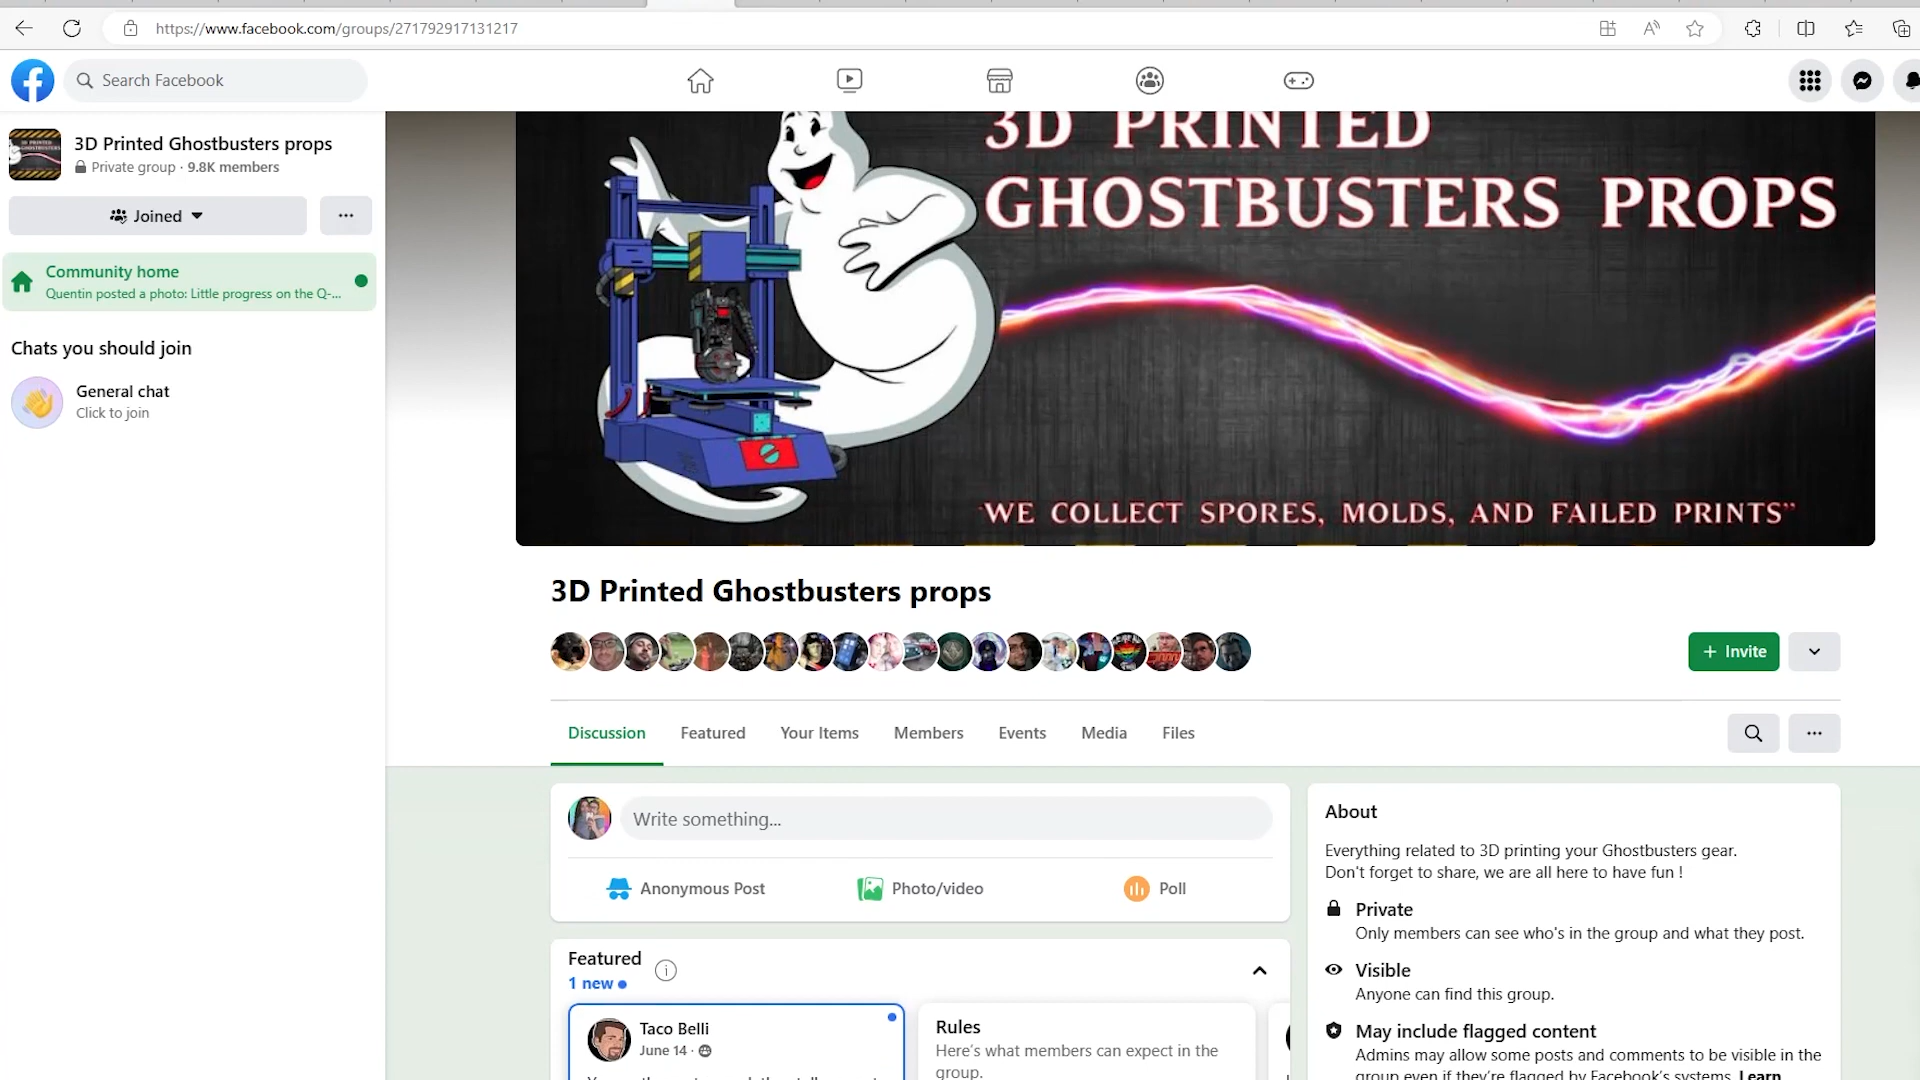 https://www.facebook.com/groups/271792917131217
Search Facebook
3D Printed Ghostbusters props
Private group · 9.8K members
Joined
Community home
Quentin posted a photo: Little progress on the Q-...
Chats you should join
General chat
Click to join
3D PRINTED
GHOSTBUSTERS PROPS
"WE COLLECT SPORES, MOLDS, AND FAILED PRINTS"
3D Printed Ghostbusters props
+ Invite
Discussion Featured Your Items Members Events Media Files
Write something...
Anonymous Post Photo/video Poll
Featured
1 new
Taco Belli
June 14 ·
Rules
Here's what members can expect in the
group.
About
Everything related to 3D printing your Ghostbusters gear.
Don't forget to share, we are all here to have fun !
Private
Only members can see who's in the group and what they post.
Visible
Anyone can find this group.
May include flagged content
Admins may allow some posts and comments to be visible in the
group even if they're flagged by Facebook's systems. Learn